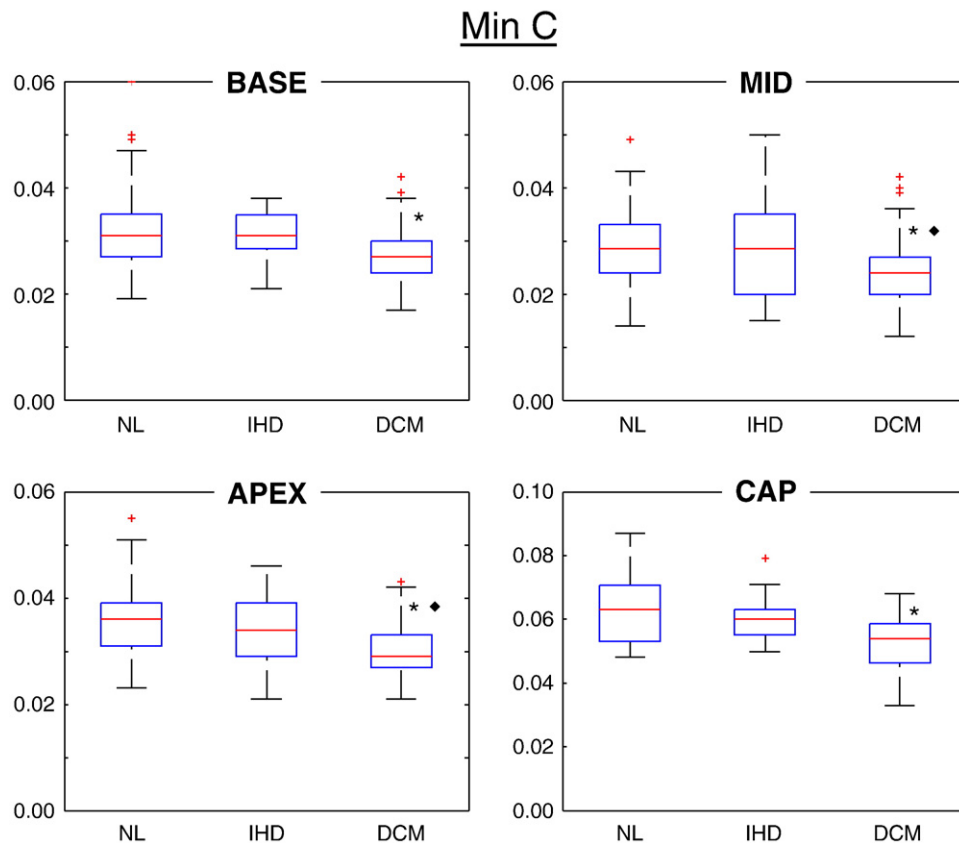 Min C
BASE
0.06
0.04
0.02
0.00
NL IHD DCM
*
MID
0.06
0.04
0.02
0.00
NL IHD DCM
* ◆
APEX
0.06
0.04
0.02
0.00
NL IHD DCM
* ◆
CAP
0.10
0.08
0.06
0.04
0.02
0.00
NL IHD DCM
*